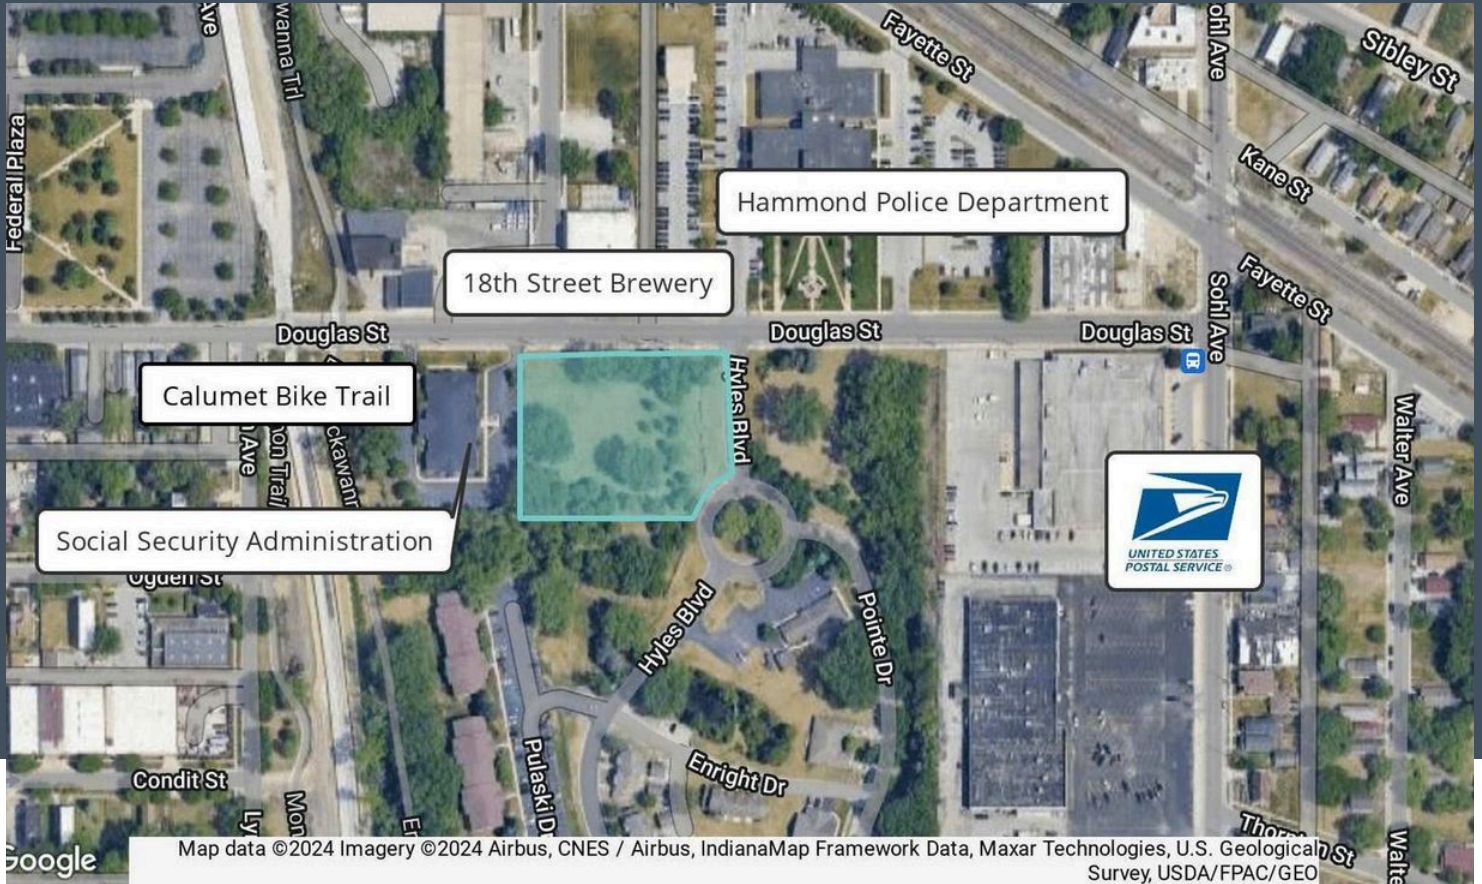 Fayette St
Sibley St
Kane St
Federal Plaza
Hammond Police Department
18th Street Brewery
Fayette St
Sohl Ave
Douglas St
Douglas St
Douglas St
Calumet Bike Trail
Hyles Blvd
Walter Ave
Social Security Administration
UNITED STATES
POSTAL SERVICE®
Ogden St
Hyles Blvd
Pointe Dr
Enright Dr
Condit St
Pulaski D
Google
Map data ©2024 Imagery ©2024 Airbus, CNES / Airbus, IndianaMap Framework Data, Maxar Technologies, U.S. Geological
Survey, USDA/FPAC/GEO